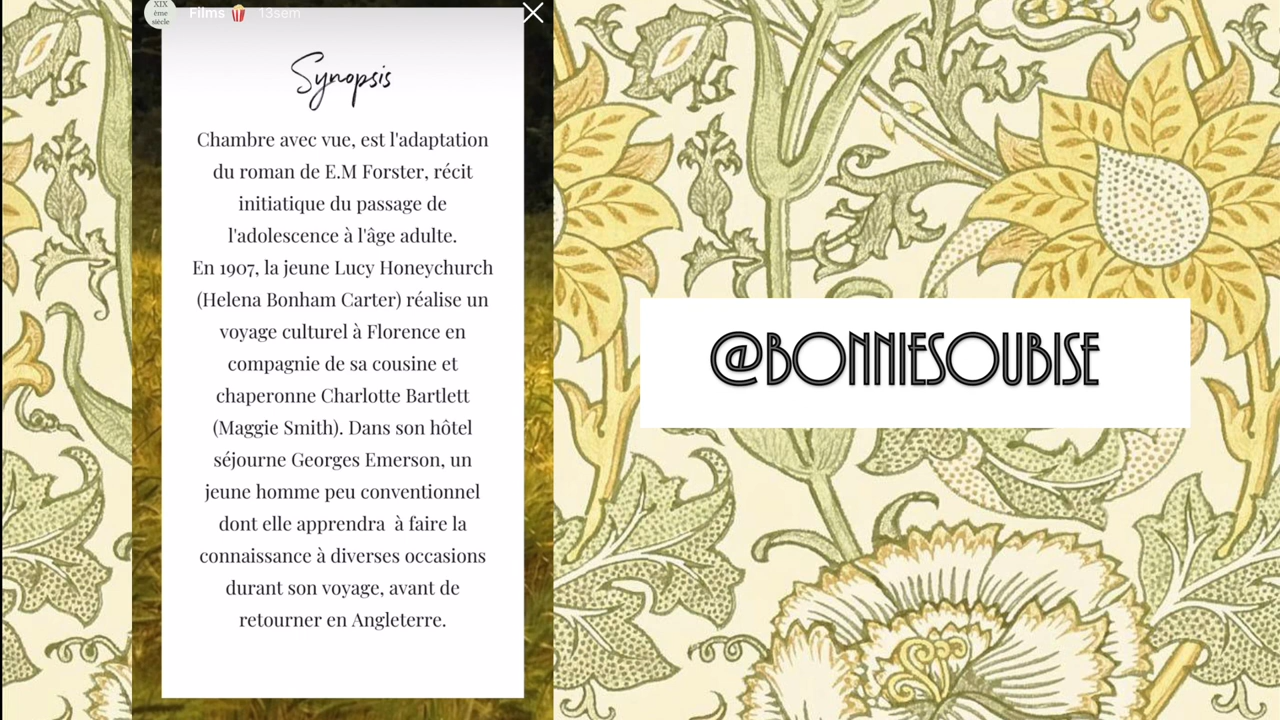 XIX
ème
siècle
Films 🍿 13sem
Synopsis
Chambre avec vue, est l'adaptation
du roman de E.M Forster, récit
initiatique du passage de
l'adolescence à l'âge adulte.
En 1907, la jeune Lucy Honeychurch
(Helena Bonham Carter) réalise un
voyage culturel à Florence en
compagnie de sa cousine et
chaperonne Charlotte Bartlett
(Maggie Smith). Dans son hôtel
séjourne Georges Emerson, un
jeune homme peu conventionnel
dont elle apprendra à faire la
connaissance à diverses occasions
durant son voyage, avant de
retourner en Angleterre.
@BONNIESOUBISE